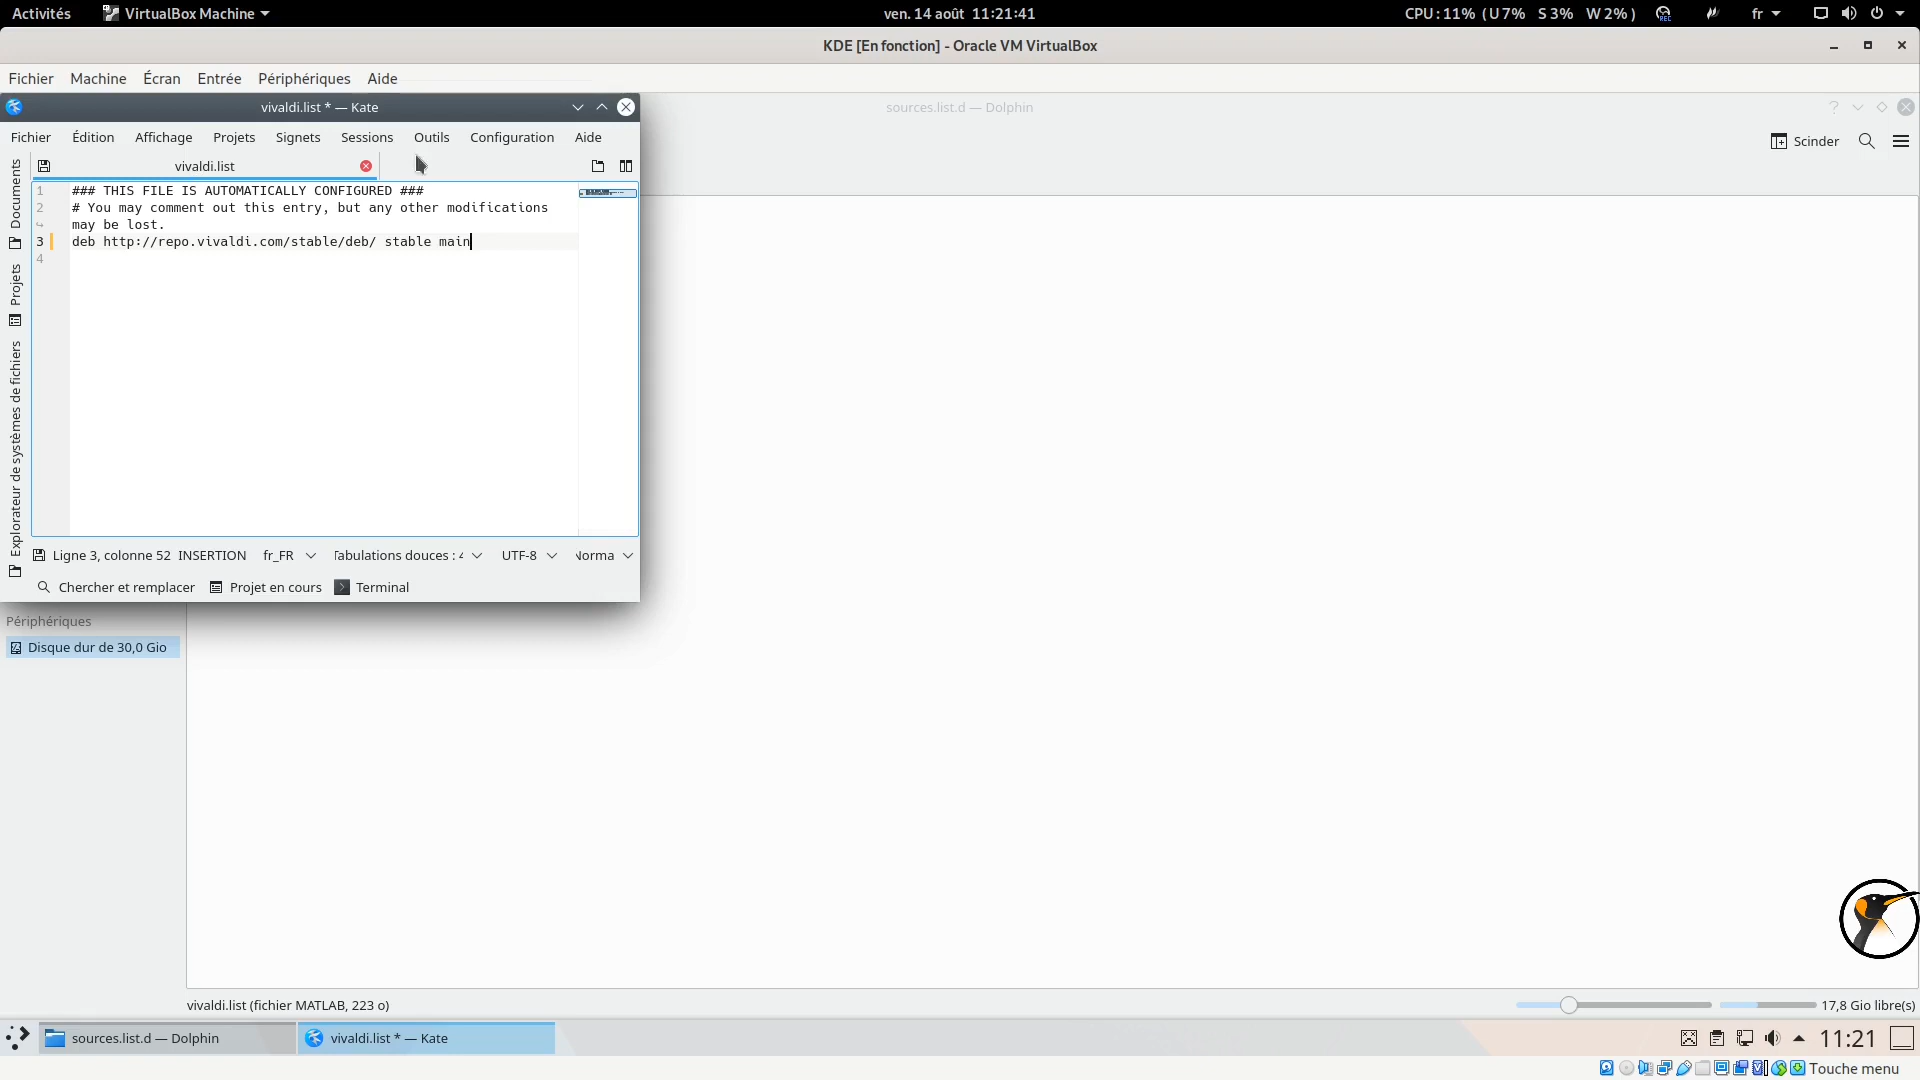 Activités
VirtualBox Machine
ven. 14 août 11:21:41
CPU : 11% ( U 7% S 3% W 2% )
fr
KDE [En fonction] - Oracle VM VirtualBox
Fichier Machine Écran Entrée Périphériques Aide
vivaldi.list * — Kate
sources.list.d — Dolphin
Fichier Édition Affichage Projets Signets Sessions Outils Configuration Aide
Scinder
vivaldi.list
Documents
Projets
Explorateur de systèmes de fichiers
1 ### THIS FILE IS AUTOMATICALLY CONFIGURED ###
2 # You may comment out this entry, but any other modifications
may be lost.
3 deb http://repo.vivaldi.com/stable/deb/ stable main
4
Ligne 3, colonne 52 INSERTION fr_FR Tabulations douces : 4 UTF-8 Norma
Chercher et remplacer Projet en cours Terminal
Périphériques
Disque dur de 30,0 Gio
vivaldi.list (fichier MATLAB, 223 o)
17,8 Gio libre(s)
sources.list.d — Dolphin
vivaldi.list * — Kate
11:21
Touche menu